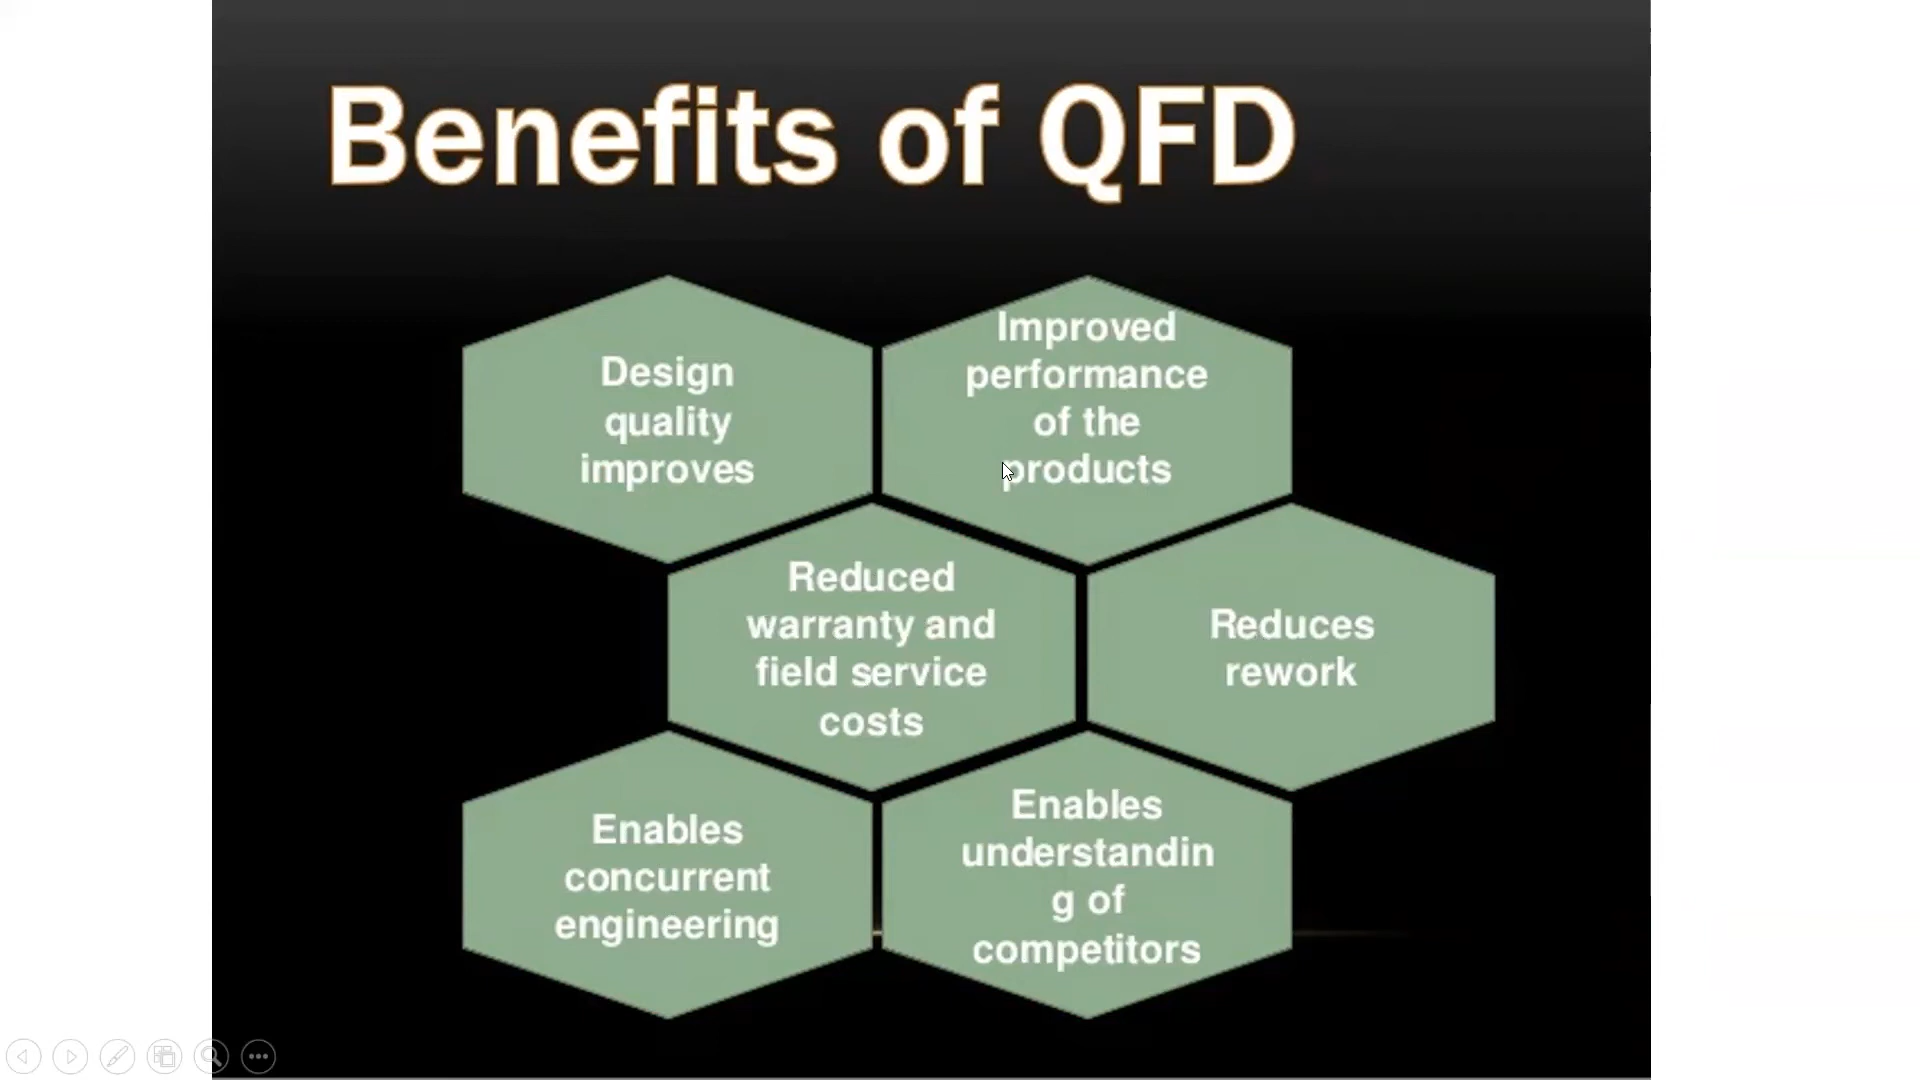 Benefits of QFD
Design
quality
improves
Improved
performance
of the
products
Reduced
warranty and
field service
costs
Reduces
rework
Enables
concurrent
engineering
Enables
understandin
g of
competitors